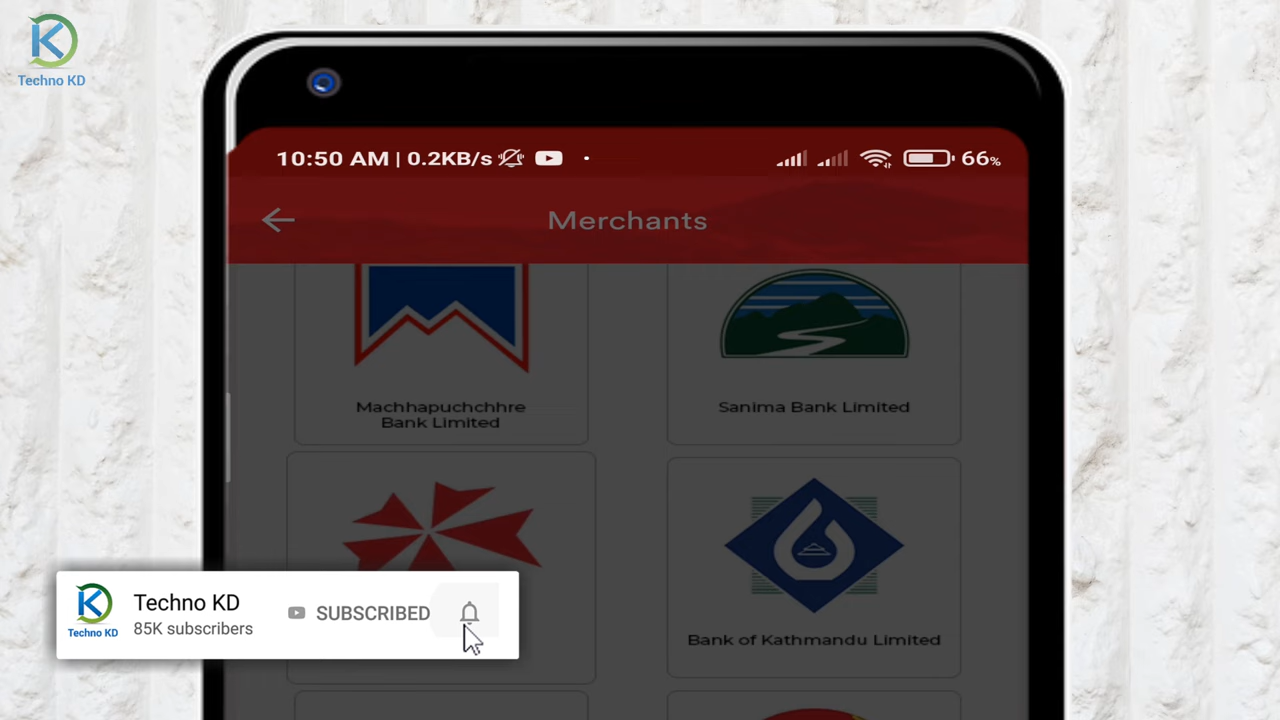 Techno KD
10:50 AM | 0.2KB/s
66%
Merchants
Machhapuchchhre
Bank Limited
Sanima Bank Limited
Bank of Kathmandu Limited
Techno KD
Techno KD
85K subscribers
SUBSCRIBED